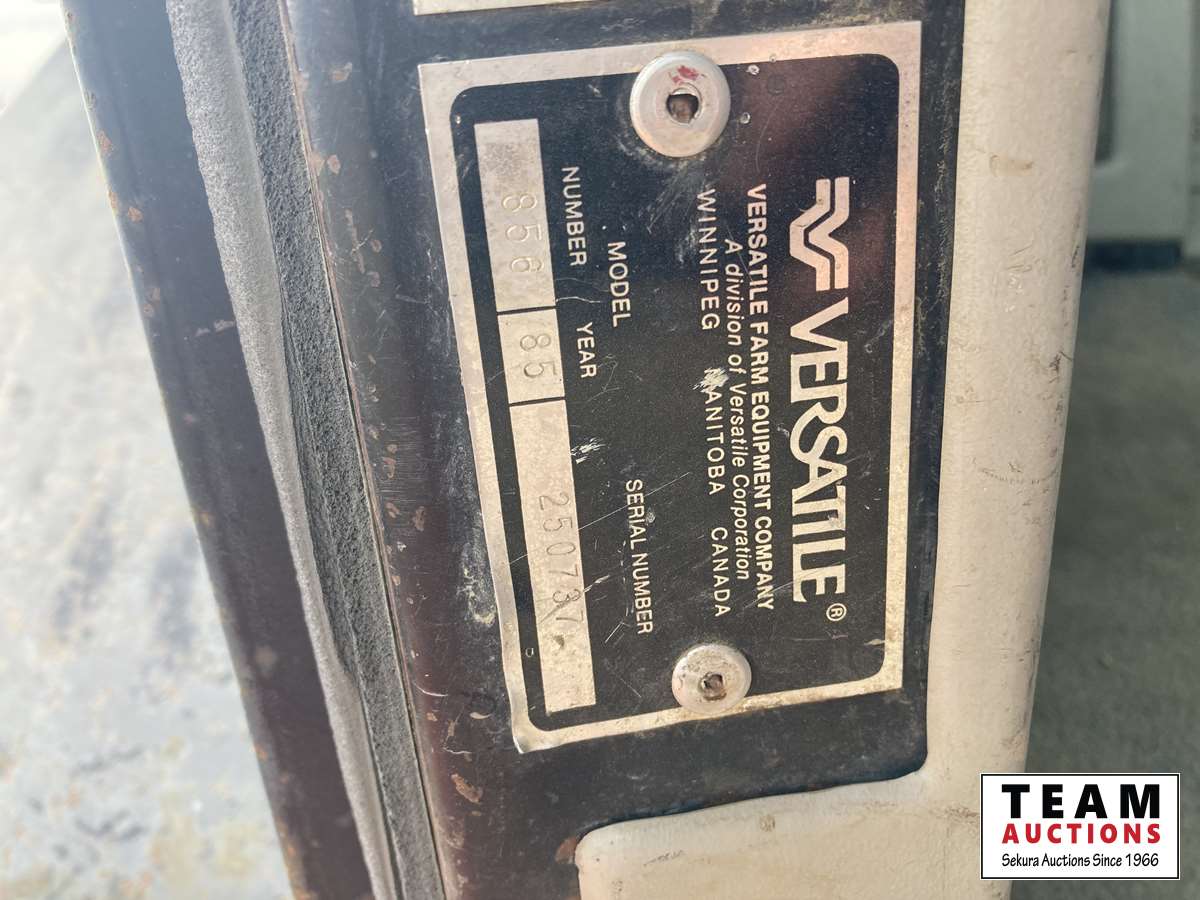 VERSATILE®
VERSATILE FARM EQUIPMENT COMPANY
A division of Versatile Corporation
WINNIPEG MANITOBA CANADA
MODEL SERIAL NUMBER
NUMBER YEAR
856 85 250737
TEAM
AUCTIONS
Sekura Auctions Since 1966